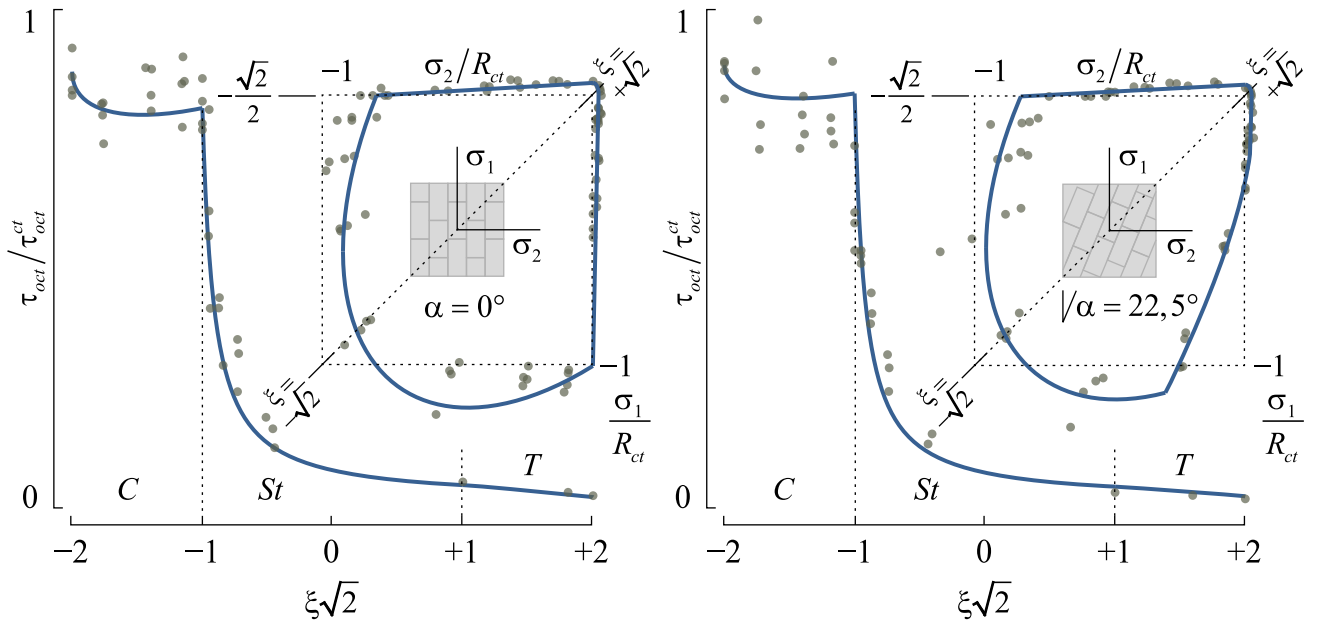 1
τoct/τ^ct_oct
0
−√2/2
−1
σ2/Rct
ξ=+√2
σ1
σ2
α = 0°
ξ=−√2
−1
σ1/Rct
C
St
T
−2 −1 0 +1 +2
ξ√2
1
τoct/τ^ct_oct
0
−√2/2
−1
σ2/Rct
ξ=+√2
σ1
σ2
α = 22,5°
ξ=−√2
−1
σ1/Rct
C
St
T
−2 −1 0 +1 +2
ξ√2